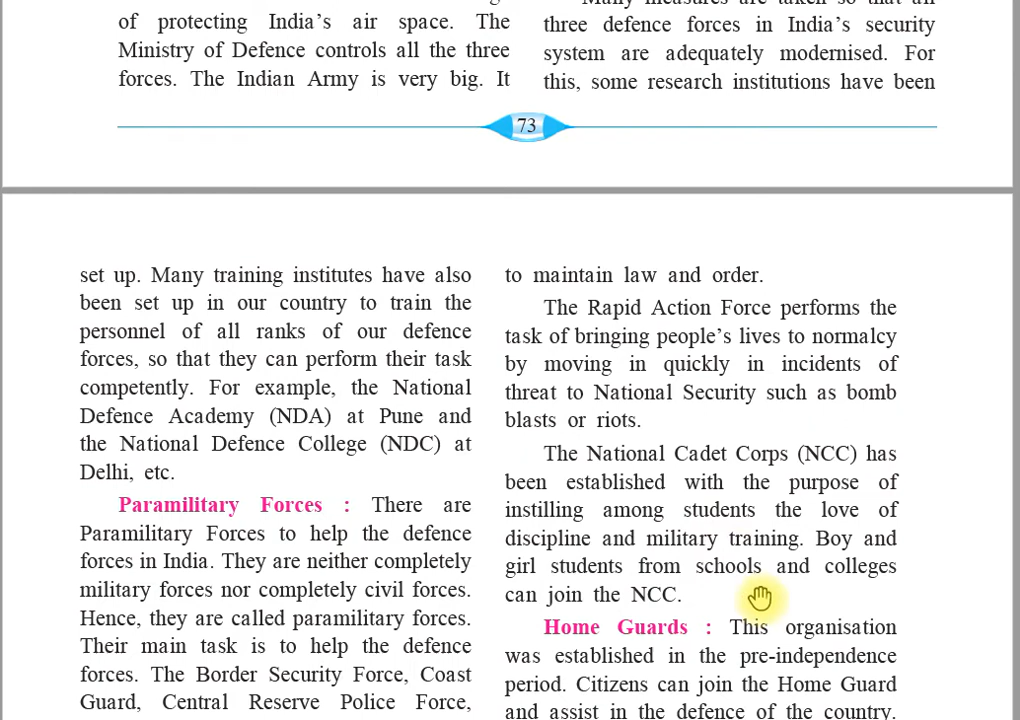 of protecting India's air space. The
Ministry of Defence controls all the three
forces. The Indian Army is very big. It
three defence forces in India's security
system are adequately modernised. For
this, some research institutions have been
73
set up. Many training institutes have also
been set up in our country to train the
personnel of all ranks of our defence
forces, so that they can perform their task
competently. For example, the National
Defence Academy (NDA) at Pune and
the National Defence College (NDC) at
Delhi, etc.
Paramilitary Forces : There are
Paramilitary Forces to help the defence
forces in India. They are neither completely
military forces nor completely civil forces.
Hence, they are called paramilitary forces.
Their main task is to help the defence
forces. The Border Security Force, Coast
Guard, Central Reserve Police Force,
to maintain law and order.
The Rapid Action Force performs the
task of bringing people's lives to normalcy
by moving in quickly in incidents of
threat to National Security such as bomb
blasts or riots.
The National Cadet Corps (NCC) has
been established with the purpose of
instilling among students the love of
discipline and military training. Boy and
girl students from schools and colleges
can join the NCC.
Home Guards : This organisation
was established in the pre-independence
period. Citizens can join the Home Guard
and assist in the defence of the country.